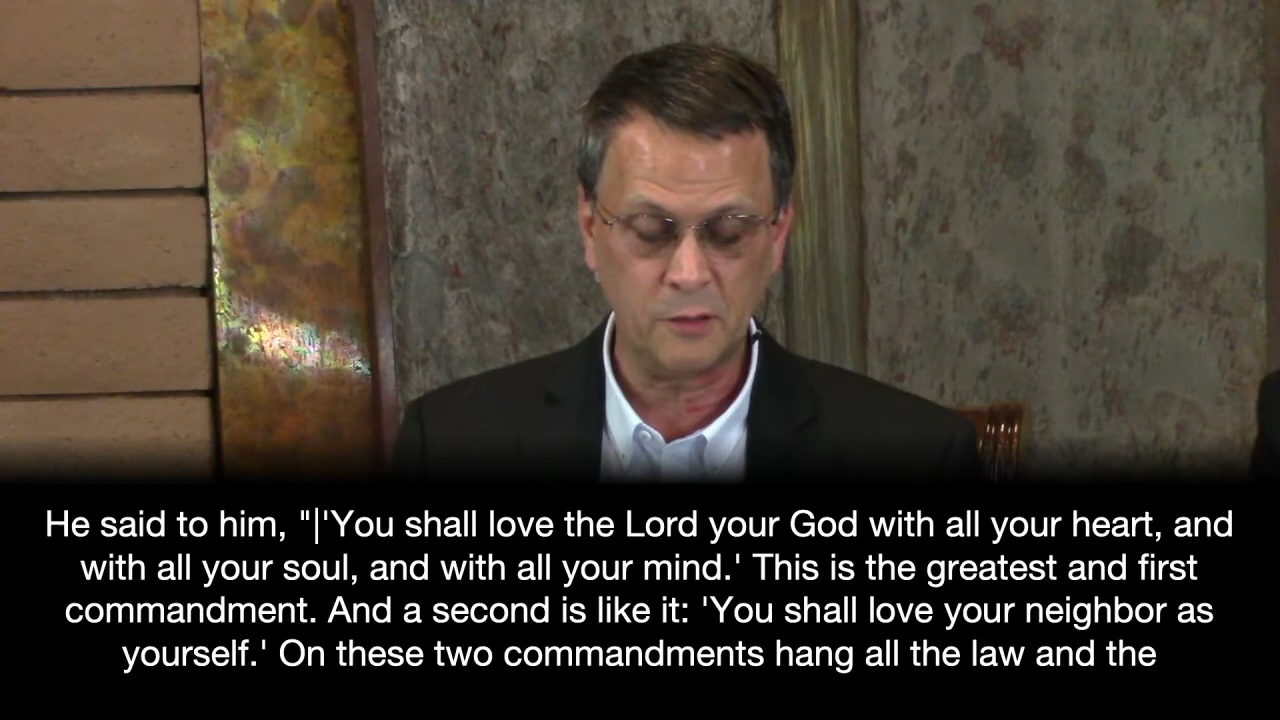 He said to him, "|'You shall love the Lord your God with all your heart, and
with all your soul, and with all your mind.' This is the greatest and first
commandment. And a second is like it: 'You shall love your neighbor as
yourself.' On these two commandments hang all the law and the